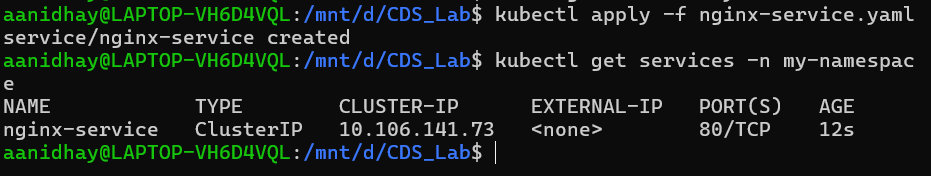 aanidhay@LAPTOP-VH6D4VQL:/mnt/d/CDS_Lab$ kubectl apply -f nginx-service.yaml
service/nginx-service created
aanidhay@LAPTOP-VH6D4VQL:/mnt/d/CDS_Lab$ kubectl get services -n my-namespac
e
NAME            TYPE        CLUSTER-IP      EXTERNAL-IP   PORT(S)   AGE
nginx-service   ClusterIP   10.106.141.73   <none>        80/TCP    12s
aanidhay@LAPTOP-VH6D4VQL:/mnt/d/CDS_Lab$